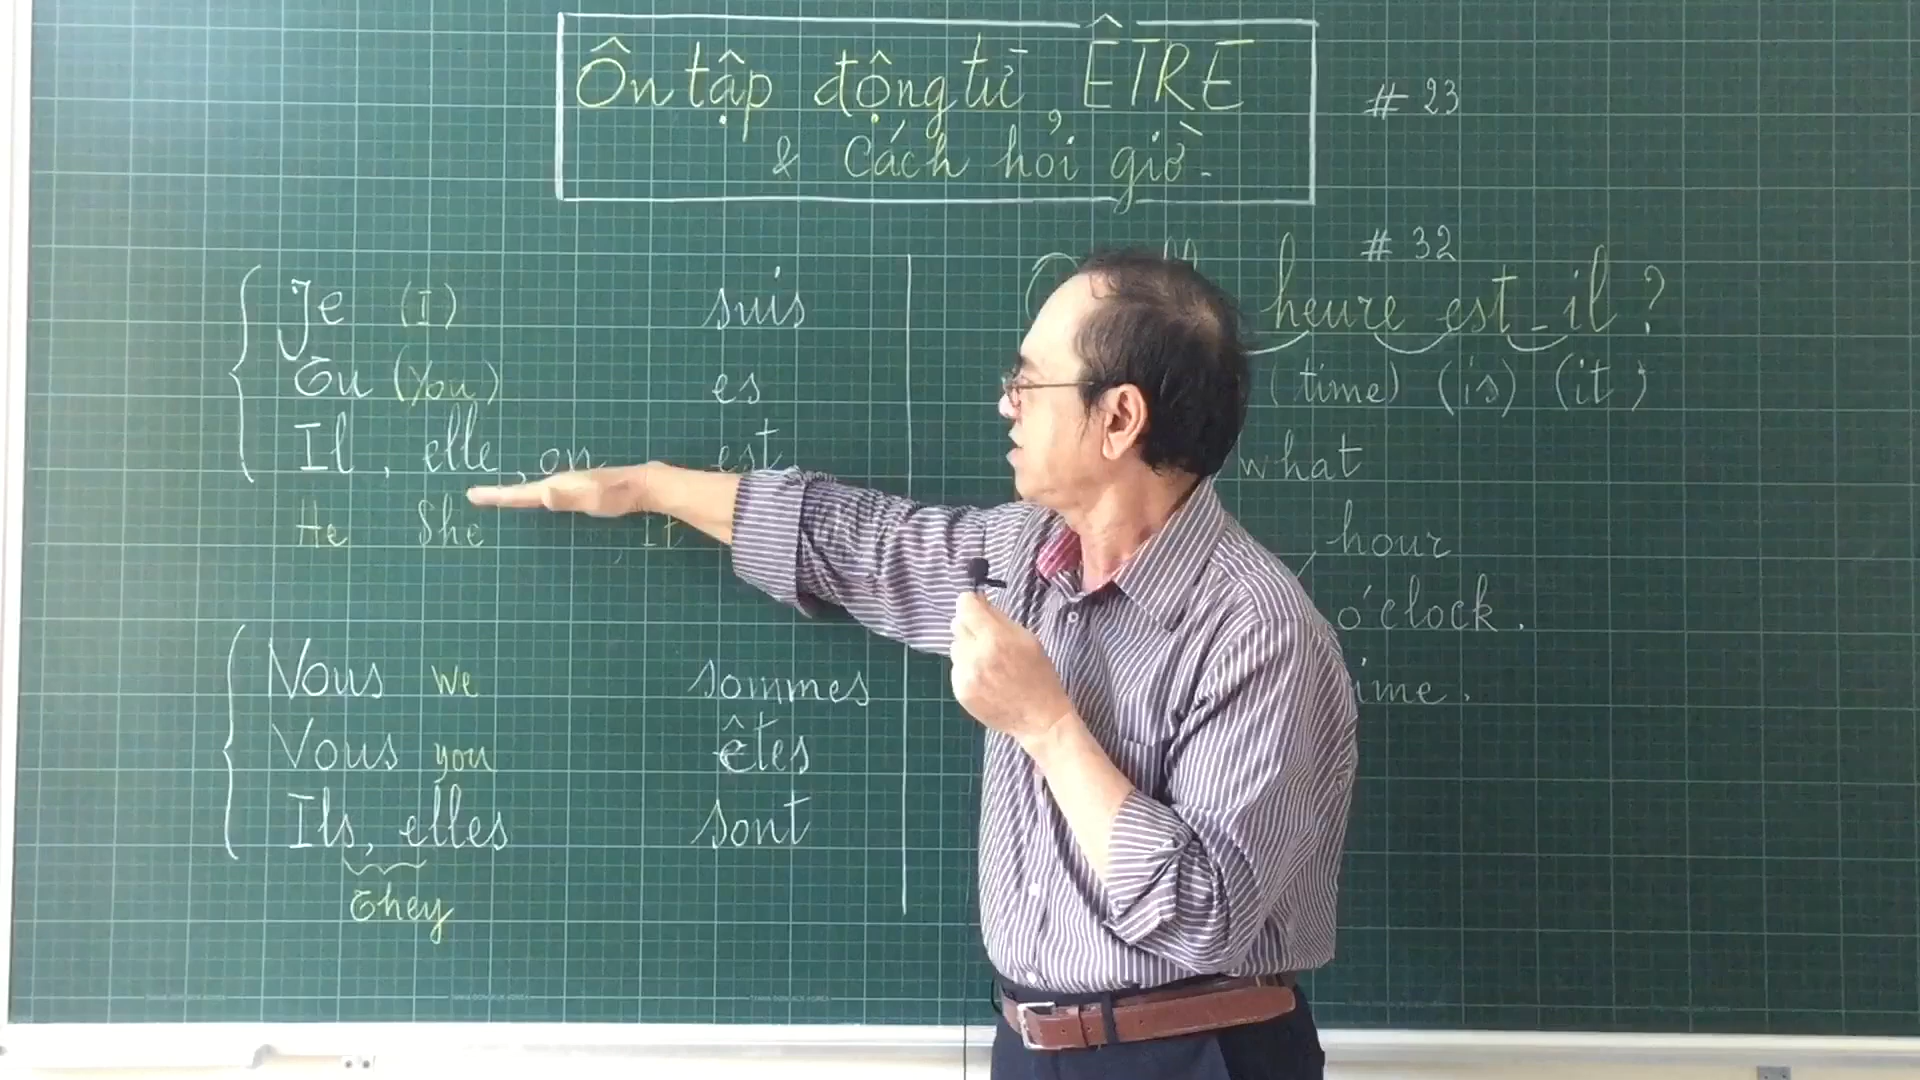 Ôn tập động từ ÊTRE
& Cách hỏi giờ.
# 23
Je (I) suis
Tu (You) es
Il, elle, on est
He She, It
Nous we sommes
Vous you êtes
Ils, elles sont
They
# 32
heure est-il ?
(time) (is) (it)
what
hour
o'clock.